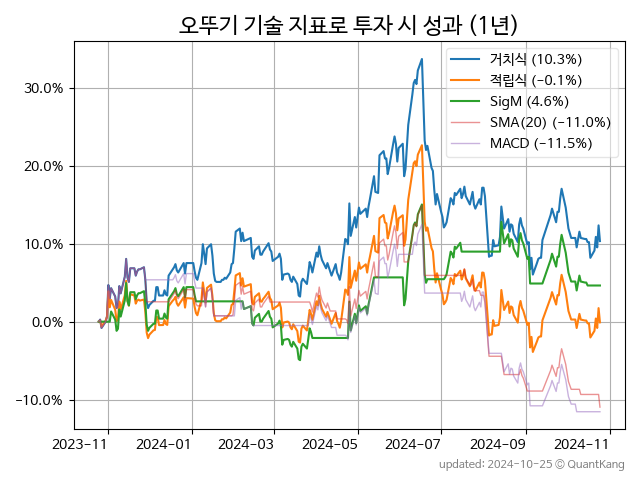 오뚜기 기술 지표로 투자 시 성과 (1년)
거치식 (10.3%)
적립식 (−0.1%)
SigM (4.6%)
SMA(20) (−11.0%)
MACD (−11.5%)
30.0%
20.0%
10.0%
0.0%
−10.0%
2023-11 2024-01 2024-03 2024-05 2024-07 2024-09 2024-11
updated: 2024-10-25 © QuantKang